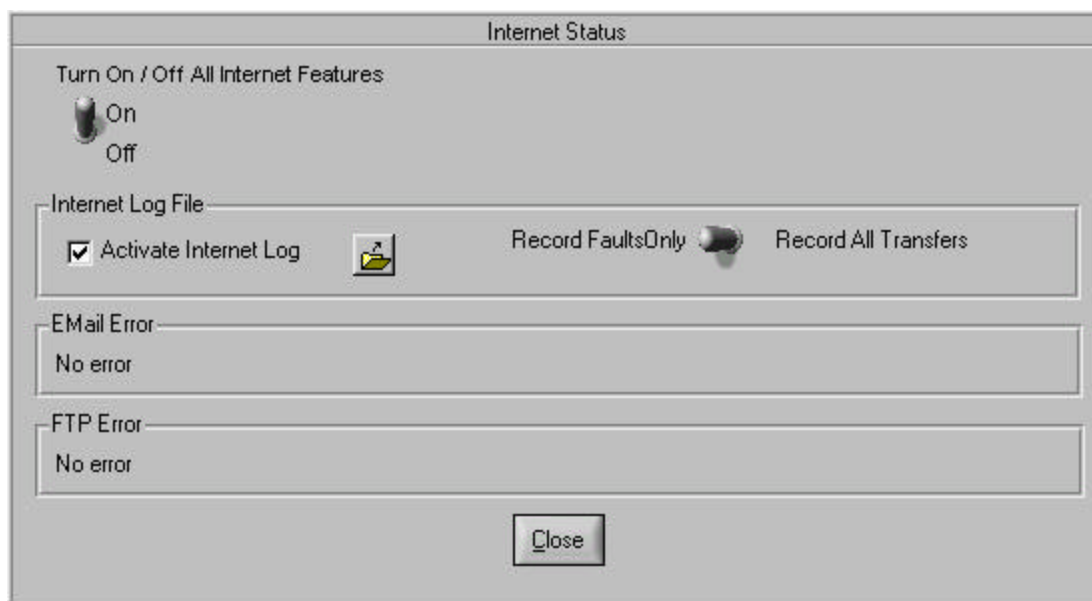 Internet Status
Turn On / Off All Internet Features
On
Off
Internet Log File
Activate Internet Log
Record FaultsOnly
Record All Transfers
EMail Error
No error
FTP Error
No error
Close